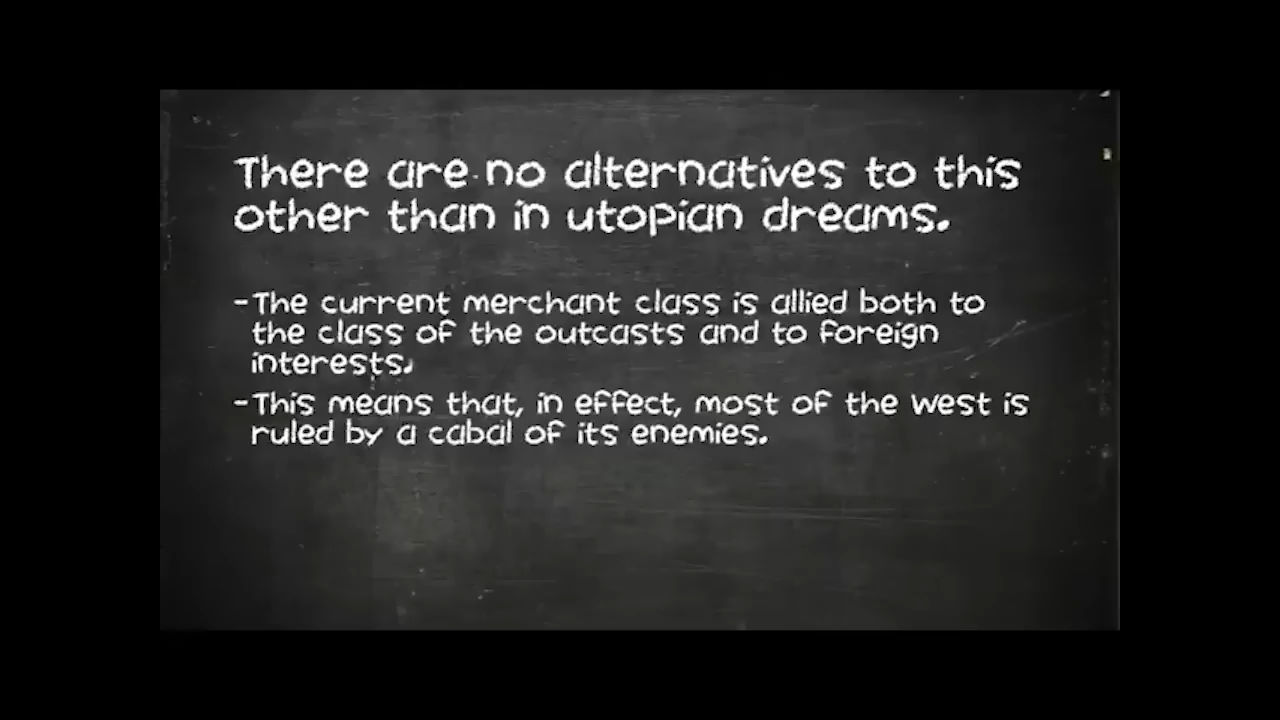 There are no alternatives to this
other than in utopian dreams.
-The current merchant class is allied both to
the class of the outcasts and to foreign
interests.
-This means that, in effect, most of the west is
ruled by a cabal of its enemies.